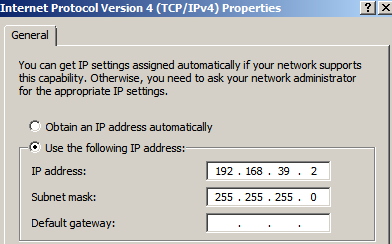 Internet Protocol Version 4 (TCP/IPv4) Properties ?
General
You can get IP settings assigned automatically if your network supports
this capability. Otherwise, you need to ask your network administrator
for the appropriate IP settings.
Obtain an IP address automatically
Use the following IP address:
IP address: 192 . 168 . 39 . 2
Subnet mask: 255 . 255 . 255 . 0
Default gateway: . . .